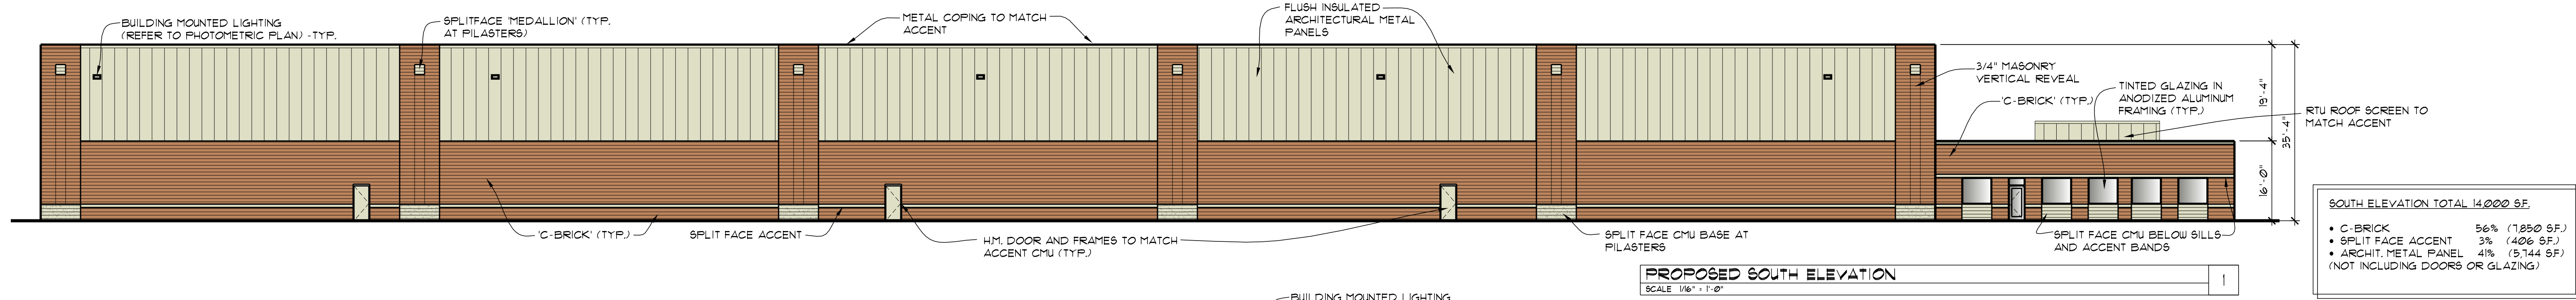 BUILDING MOUNTED LIGHTING
(REFER TO PHOTOMETRIC PLAN) -TYP.
SPLITFACE 'MEDALLION' (TYP.
AT PILASTERS)
METAL COPING TO MATCH
ACCENT
FLUSH INSULATED
ARCHITECTURAL METAL
PANELS
3/4" MASONRY
VERTICAL REVEAL
'C-BRICK' (TYP.)
TINTED GLAZING IN
ANODIZED ALUMINUM
FRAMING (TYP.)
19'-4"
35'-4"
16'-0"
RTU ROOF SCREEN TO
MATCH ACCENT
'C-BRICK' (TYP.)
SPLIT FACE ACCENT
H.M. DOOR AND FRAMES TO MATCH
ACCENT CMU (TYP.)
SPLIT FACE CMU BASE AT
PILASTERS
SPLIT FACE CMU BELOW SILLS
AND ACCENT BANDS
SOUTH ELEVATION TOTAL 14,000 S.F.
• C-BRICK 56% (7,850 S.F.)
• SPLIT FACE ACCENT 3% (406 S.F.)
• ARCHIT. METAL PANEL 41% (5,744 S.F)
(NOT INCLUDING DOORS OR GLAZING)
PROPOSED SOUTH ELEVATION
SCALE 1/16" = 1'-0"
1
BUILDING MOUNTED LIGHTING